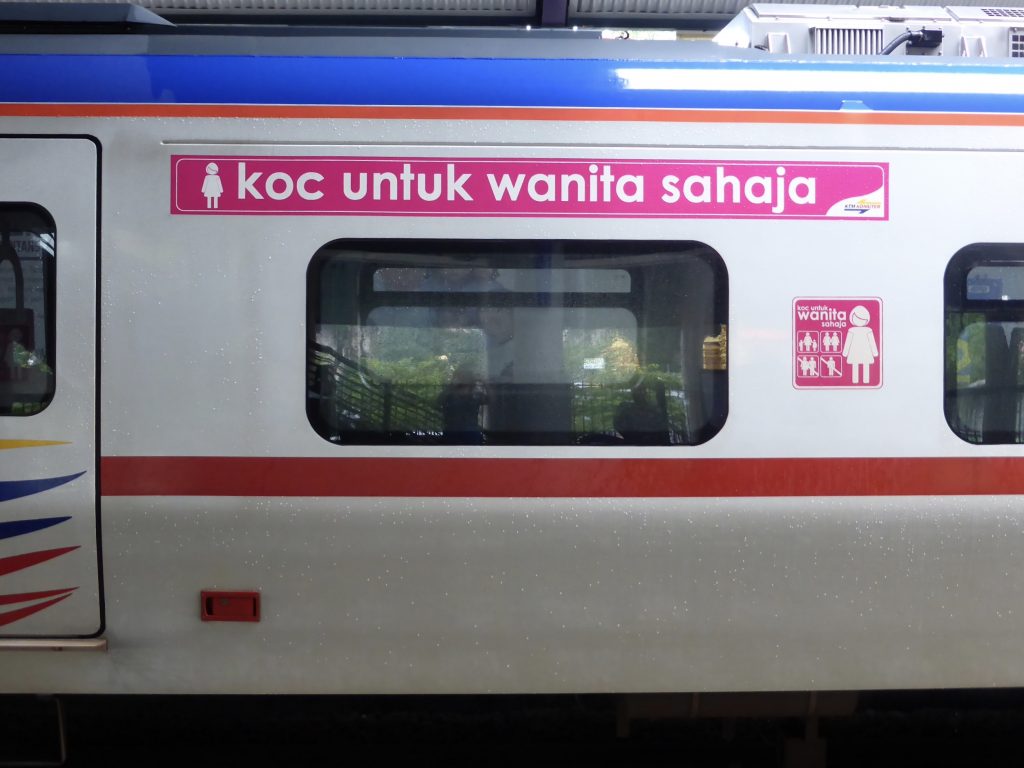 koc untuk wanita sahaja
KTM KOMUTER
koc untuk
wanita
sahaja